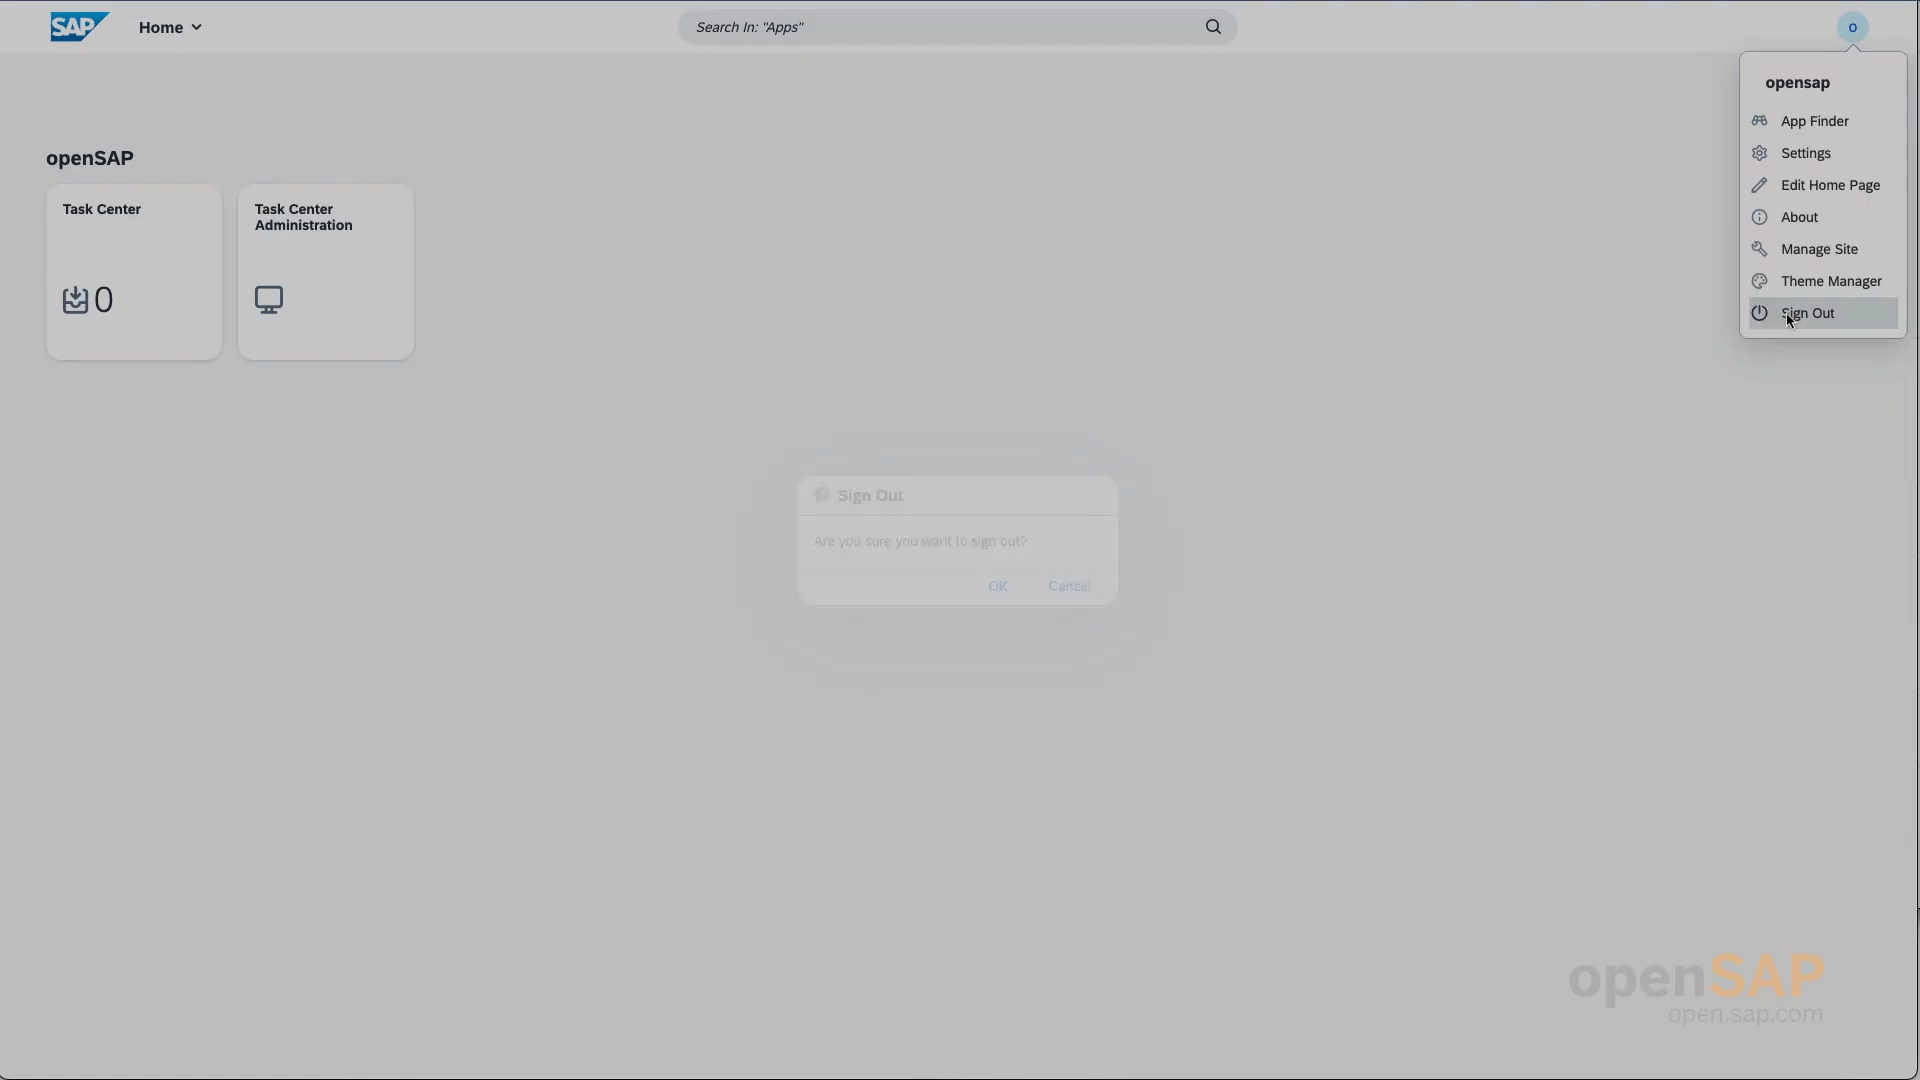 SAP
Home
Search In: "Apps"
o
opensap
App Finder
Settings
Edit Home Page
About
Manage Site
Theme Manager
Sign Out
openSAP
Task Center
0
Task Center
Administration
Sign Out
Are you sure you want to sign out?
OK
Cancel
openSAP
open.sap.com